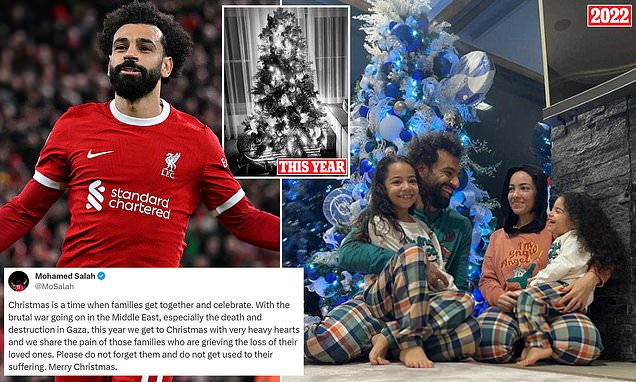 2022
THIS YEAR
L.F.C.
standard
chartered
I'm Snow
Angel
Mohamed Salah
@MoSalah
Christmas is a time when families get together and celebrate. With the
brutal war going on in the Middle East, especially the death and
destruction in Gaza, this year we get to Christmas with very heavy hearts
and we share the pain of those families who are grieving the loss of their
loved ones. Please do not forget them and do not get used to their
suffering. Merry Christmas.